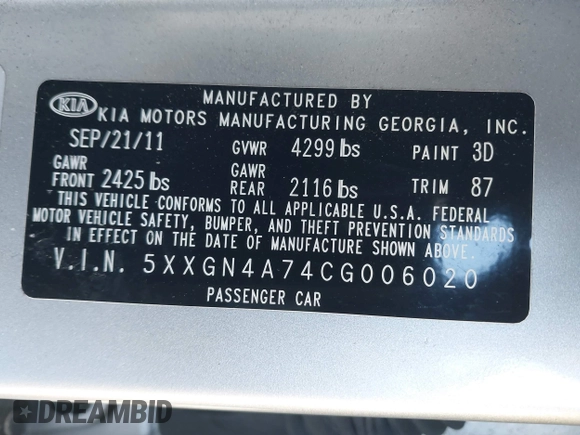 MANUFACTURED BY
KIA KIA MOTORS MANUFACTURING GEORGIA, INC.
SEP/21/11 GVWR 4299 lbs PAINT 3D
GAWR FRONT 2425 lbs GAWR REAR 2116 lbs TRIM 87
THIS VEHICLE CONFORMS TO ALL APPLICABLE U.S.A. FEDERAL
MOTOR VEHICLE SAFETY, BUMPER, AND THEFT PREVENTION STANDARDS
IN EFFECT ON THE DATE OF MANUFACTURE SHOWN ABOVE.
V.I.N. 5XXGN4A74CG006020
PASSENGER CAR
DREAMBID